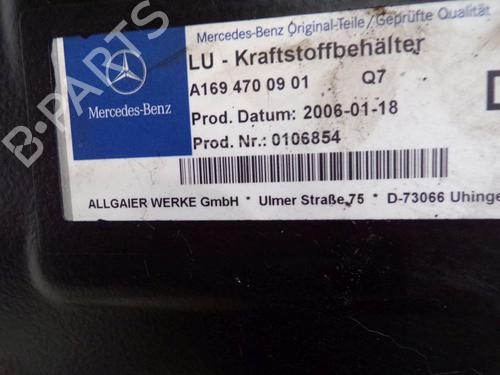 Mercedes-Benz Original-Teile/Geprüfte Qualität
LU - Kraftstoffbehälter
A169 470 09 01 Q7
Prod. Datum: 2006-01-18
Prod. Nr.: 0106854
Mercedes-Benz
ALLGAIER WERKE GmbH * Ulmer Straße 75 * D-73066 Uhinge
B-PARTS